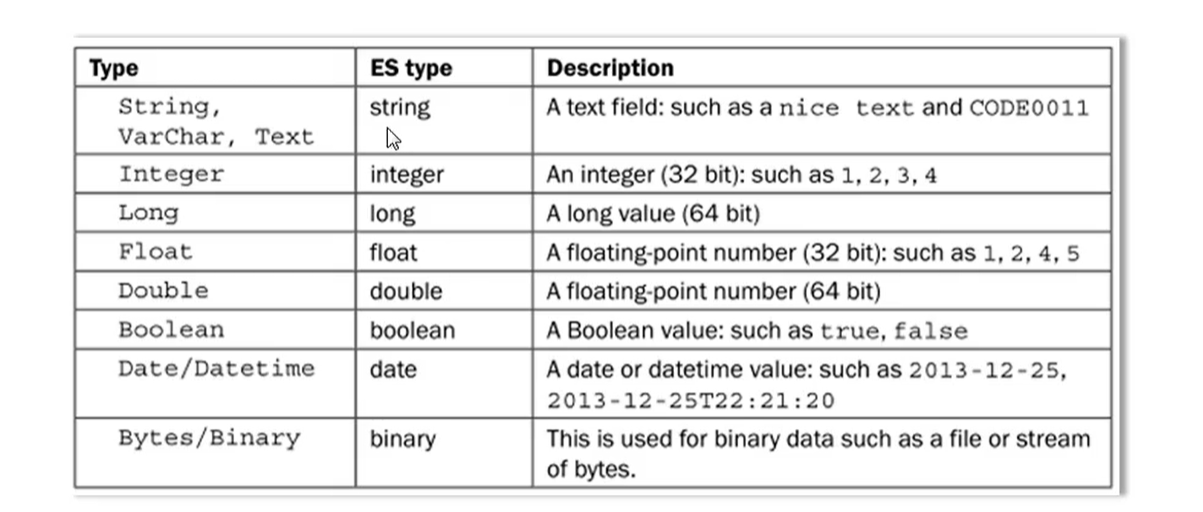 Type ES type Description
String, string A text field: such as a nice text and CODE0011
VarChar, Text
Integer integer An integer (32 bit): such as 1, 2, 3, 4
Long long A long value (64 bit)
Float float A floating-point number (32 bit): such as 1, 2, 4, 5
Double double A floating-point number (64 bit)
Boolean boolean A Boolean value: such as true, false
Date/Datetime date A date or datetime value: such as 2013-12-25,
2013-12-25T22:21:20
Bytes/Binary binary This is used for binary data such as a file or stream
of bytes.